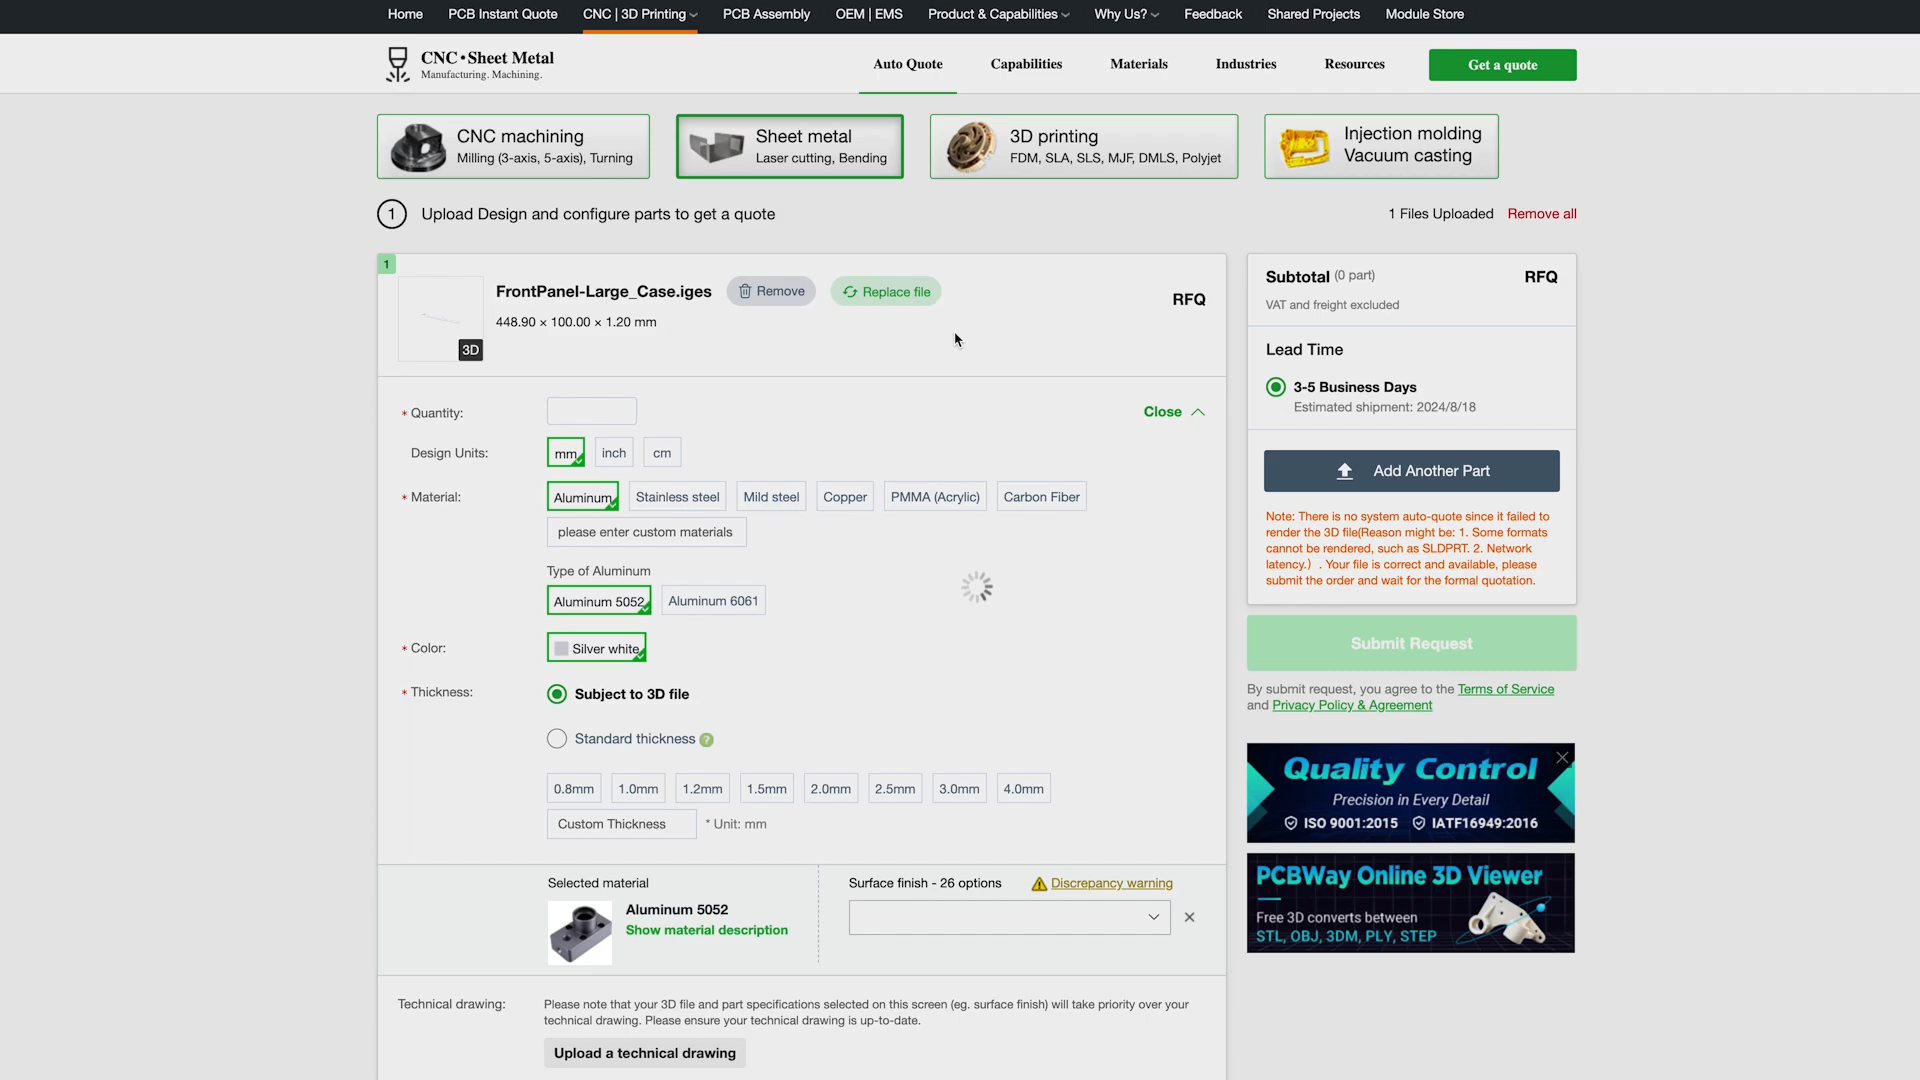 Home PCB Instant Quote CNC | 3D Printing PCB Assembly OEM | EMS Product & Capabilities Why Us? Feedback Shared Projects Module Store
CNC•Sheet Metal
Manufacturing. Machining.
Auto Quote Capabilities Materials Industries Resources Get a quote
CNC machining
Milling (3-axis, 5-axis), Turning
Sheet metal
Laser cutting, Bending
3D printing
FDM, SLA, SLS, MJF, DMLS, Polyjet
Injection molding
Vacuum casting
1 Upload Design and configure parts to get a quote
1 Files Uploaded Remove all
1
FrontPanel-Large_Case.iges Remove Replace file
448.90 × 100.00 × 1.20 mm
3D
RFQ
* Quantity:
Close
Design Units: mm inch cm
* Material: Aluminum Stainless steel Mild steel Copper PMMA (Acrylic) Carbon Fiber
please enter custom materials
Type of Aluminum
Aluminum 5052 Aluminum 6061
* Color: Silver white
* Thickness: Subject to 3D file
Standard thickness ?
0.8mm 1.0mm 1.2mm 1.5mm 2.0mm 2.5mm 3.0mm 4.0mm
Custom Thickness * Unit: mm
Selected material
Aluminum 5052
Show material description
Surface finish - 26 options Discrepancy warning
Technical drawing:
Please note that your 3D file and part specifications selected on this screen (eg. surface finish) will take priority over your
technical drawing. Please ensure your technical drawing is up-to-date.
Upload a technical drawing
Subtotal (0 part) RFQ
VAT and freight excluded
Lead Time
3-5 Business Days
Estimated shipment: 2024/8/18
Add Another Part
Note: There is no system auto-quote since it failed to
render the 3D file(Reason might be: 1. Some formats
cannot be rendered, such as SLDPRT. 2. Network
latency.）. Your file is correct and available, please
submit the order and wait for the formal quotation.
Submit Request
By submit request, you agree to the Terms of Service
and Privacy Policy & Agreement
Quality Control
Precision in Every Detail
ISO 9001:2015 IATF16949:2016
PCBWay Online 3D Viewer
Free 3D converts between
STL, OBJ, 3DM, PLY, STEP